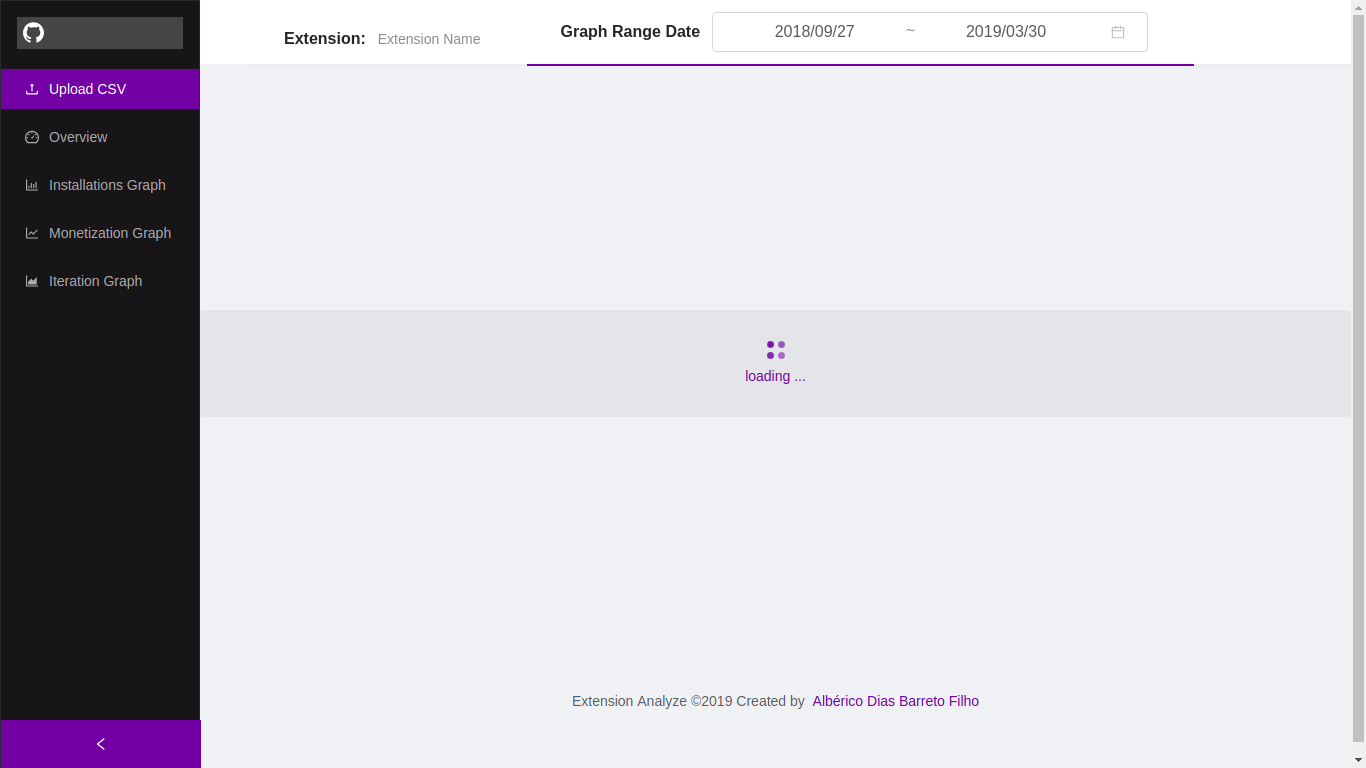 Extension: Extension Name
Graph Range Date 2018/09/27 ~ 2019/03/30
Upload CSV
Overview
Installations Graph
Monetization Graph
Iteration Graph
loading ...
Extension Analyze ©2019 Created by Albérico Dias Barreto Filho